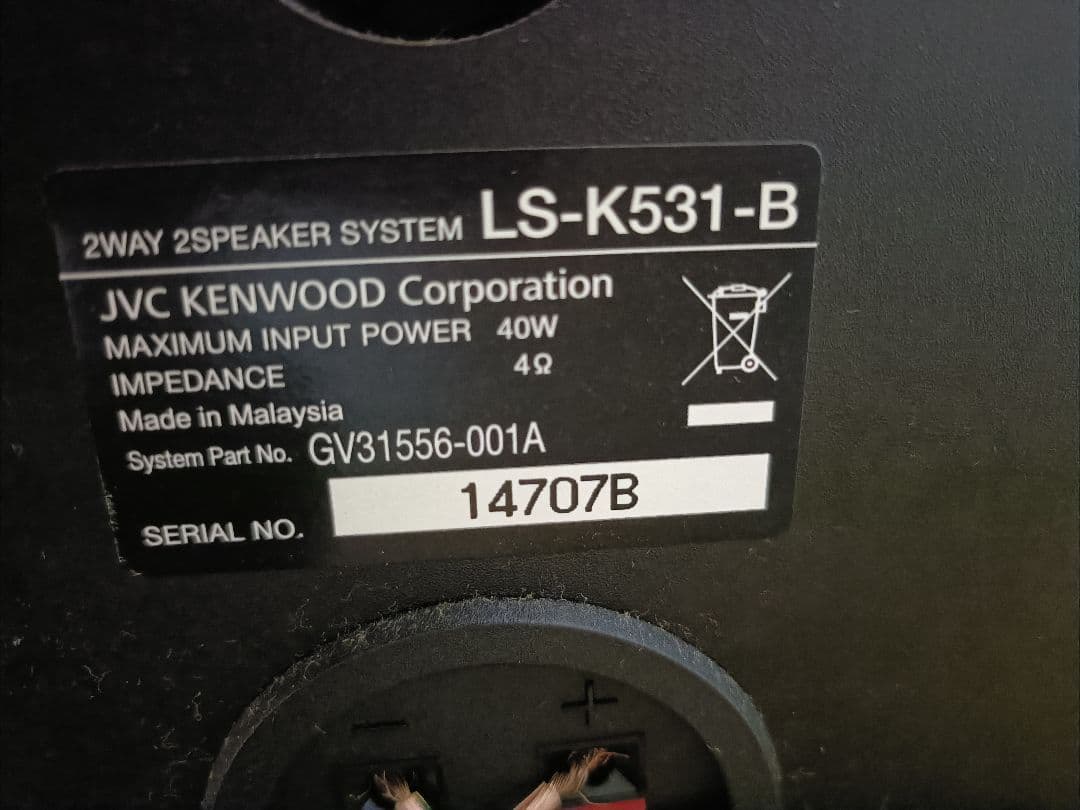 2WAY 2SPEAKER SYSTEM LS-K531-B
JVC KENWOOD Corporation
MAXIMUM INPUT POWER 40W
IMPEDANCE 4Ω
Made in Malaysia
System Part No. GV31556-001A
SERIAL NO. 14707B
− +